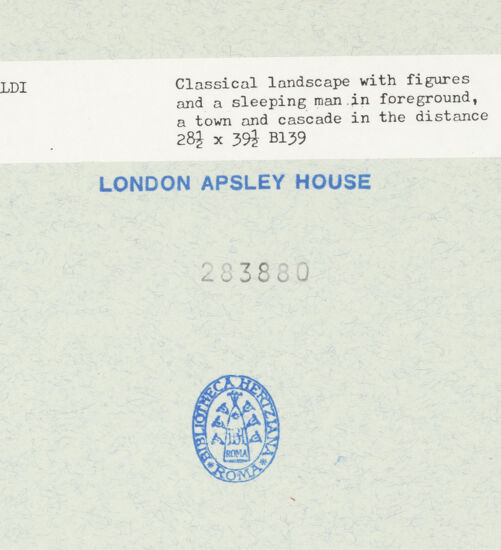 LDI
Classical landscape with figures
and a sleeping man in foreground,
a town and cascade in the distance
28½ x 39½ B139
LONDON APSLEY HOUSE
283880
BIBLIOTHECA HERTZIANA
ROMA
ROMA